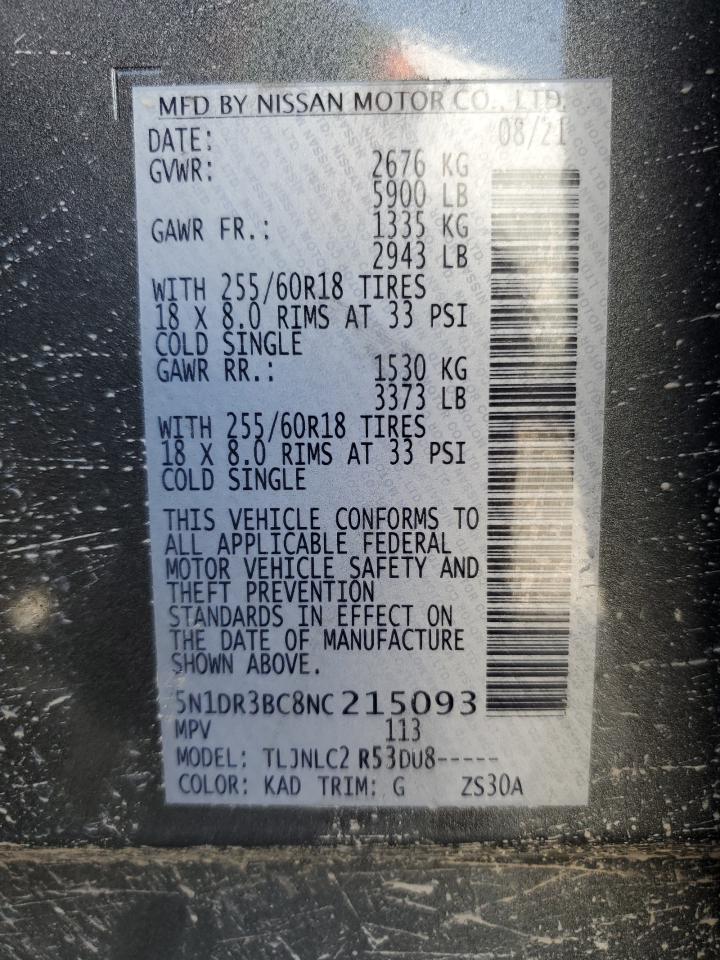 MFD BY NISSAN MOTOR CO., LTD.
DATE: 08/21
GVWR: 2676 KG
5900 LB
GAWR FR.: 1335 KG
2943 LB
WITH 255/60R18 TIRES
18 X 8.0 RIMS AT 33 PSI
COLD SINGLE
GAWR RR.: 1530 KG
3373 LB
WITH 255/60R18 TIRES
18 X 8.0 RIMS AT 33 PSI
COLD SINGLE
THIS VEHICLE CONFORMS TO
ALL APPLICABLE FEDERAL
MOTOR VEHICLE SAFETY AND
THEFT PREVENTION
STANDARDS IN EFFECT ON
THE DATE OF MANUFACTURE
SHOWN ABOVE.
5N1DR3BC8NC215093
MPV 113
MODEL: TLJNLC2 R53DU8-----
COLOR: KAD TRIM: G ZS30A